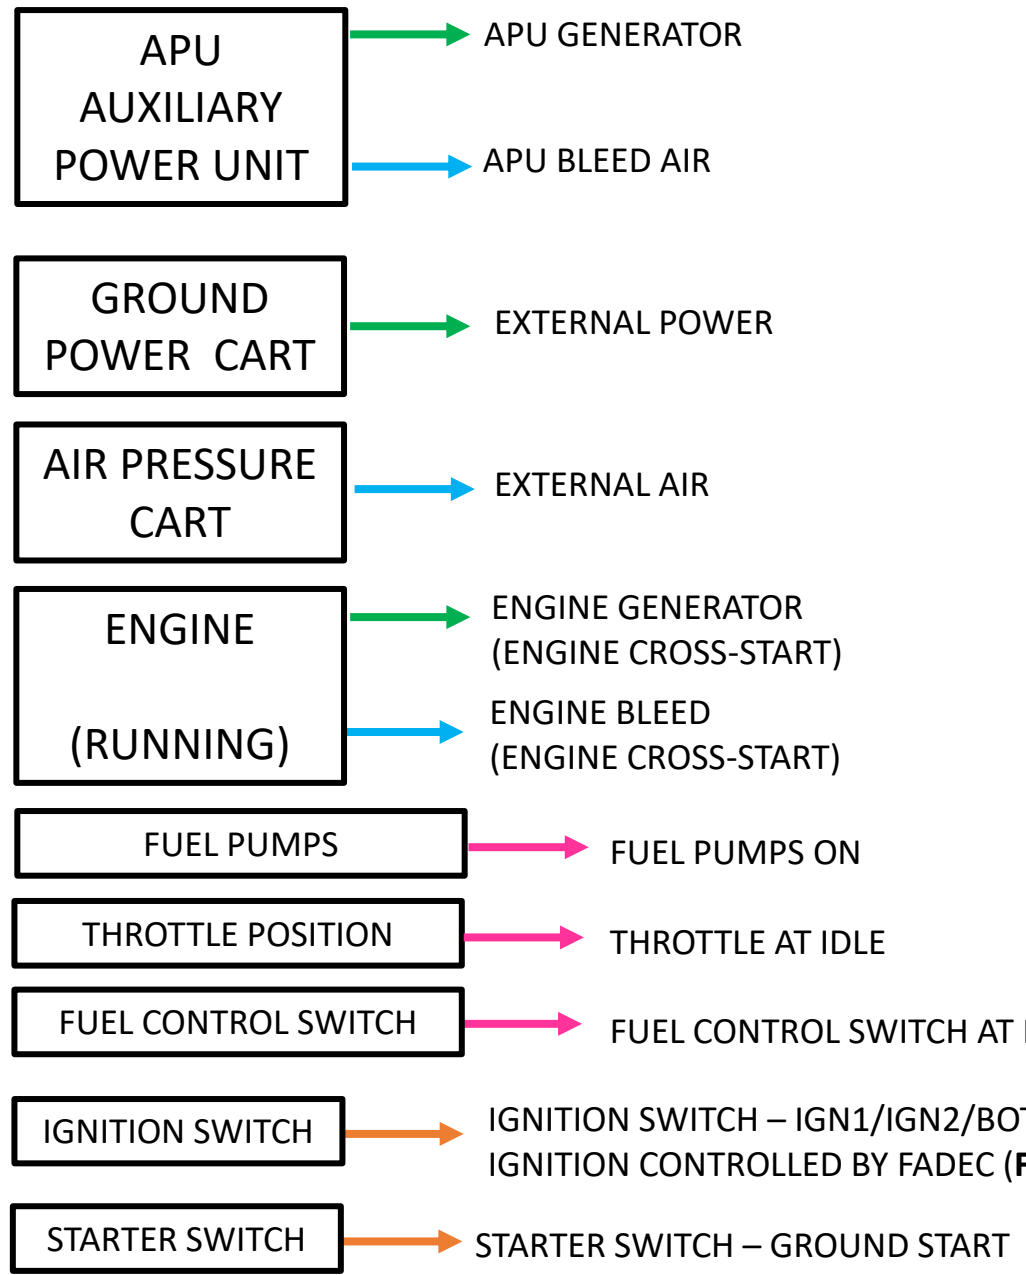 APU
AUXILIARY
POWER UNIT
APU GENERATOR
APU BLEED AIR
GROUND
POWER CART
EXTERNAL POWER
AIR PRESSURE
CART
EXTERNAL AIR
ENGINE
(RUNNING)
ENGINE GENERATOR
(ENGINE CROSS-START)
ENGINE BLEED
(ENGINE CROSS-START)
FUEL PUMPS
FUEL PUMPS ON
THROTTLE POSITION
THROTTLE AT IDLE
FUEL CONTROL SWITCH
FUEL CONTROL SWITCH AT
IGNITION SWITCH
IGNITION SWITCH – IGN1/IGN2/
IGNITION CONTROLLED BY FADEC
STARTER SWITCH
STARTER SWITCH – GROUND START